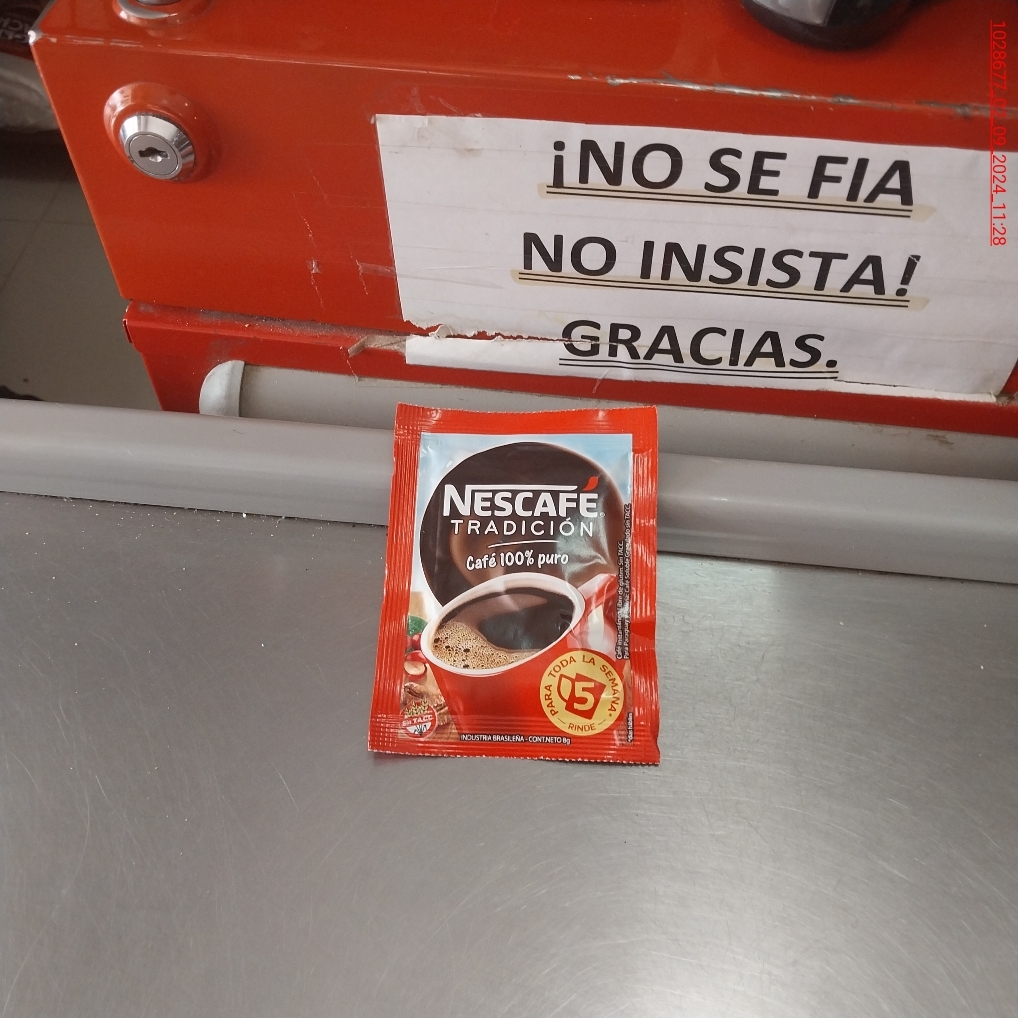 ¡NO SE FIA
NO INSISTA!
GRACIAS.
NESCAFÉ
TRADICIÓN
Café 100% puro
PARA TODA LA SEMANA*
5
RINDE
SIN T.A.C.C.
INDUSTRIA BRASILEÑA - CONT.NETO 8g